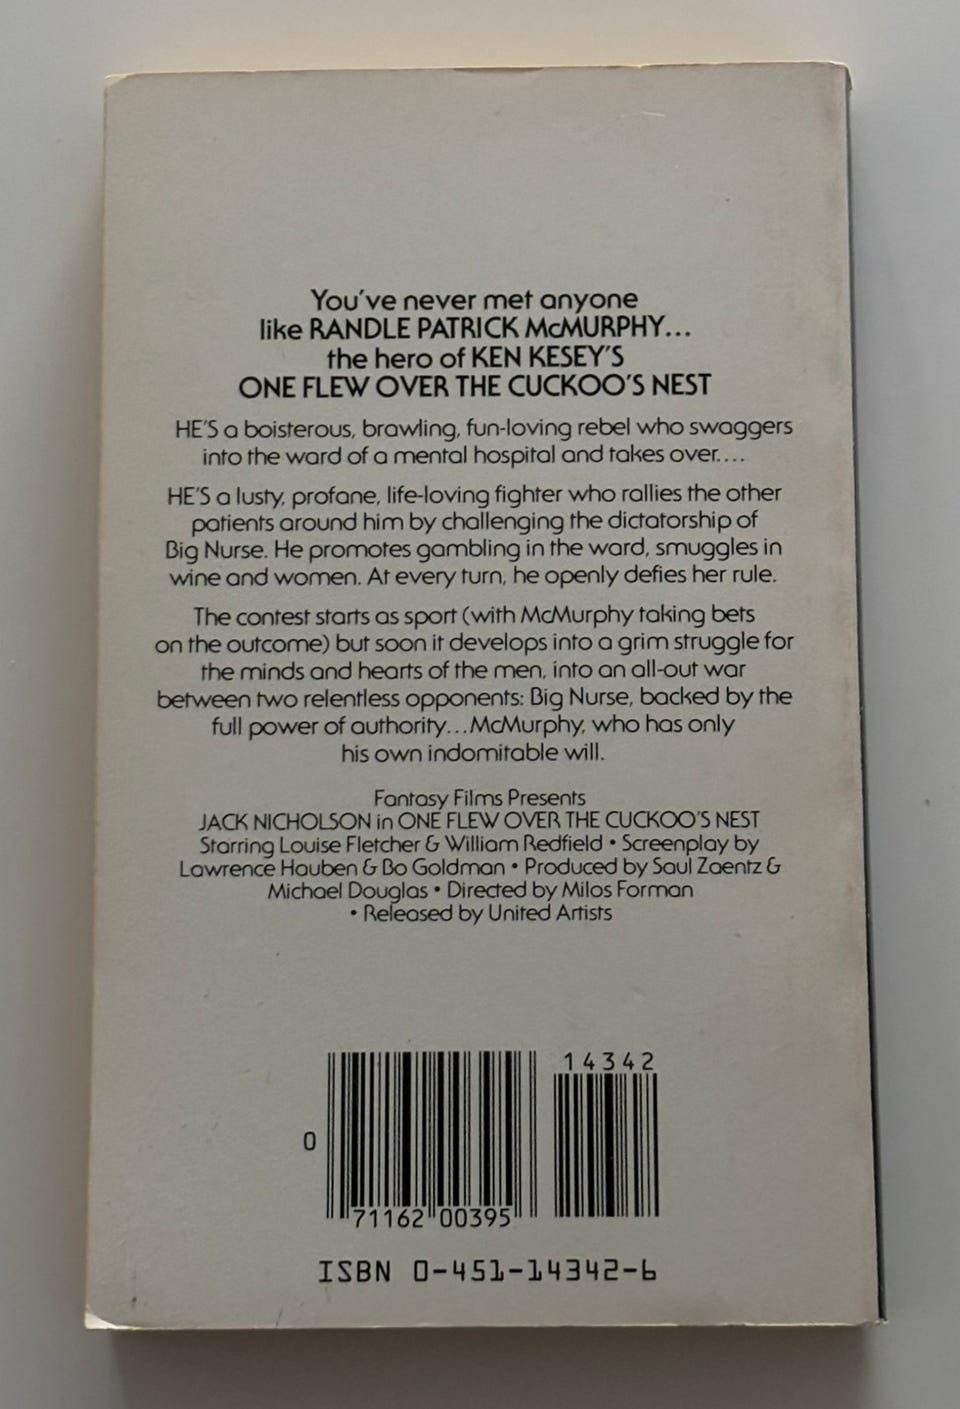 You've never met anyone
like RANDLE PATRICK McMURPHY...
the hero of KEN KESEY'S
ONE FLEW OVER THE CUCKOO'S NEST
HE'S a boisterous, brawling, fun-loving rebel who swaggers
into the ward of a mental hospital and takes over....
HE'S a lusty, profane, life-loving fighter who rallies the other
patients around him by challenging the dictatorship of
Big Nurse. He promotes gambling in the ward, smuggles in
wine and women. At every turn, he openly defies her rule.
The contest starts as sport (with McMurphy taking bets
on the outcome) but soon it develops into a grim struggle for
the minds and hearts of the men, into an all-out war
between two relentless opponents: Big Nurse, backed by the
full power of authority...McMurphy, who has only
his own indomitable will.
Fantasy Films Presents
JACK NICHOLSON in ONE FLEW OVER THE CUCKOO'S NEST
Starring Louise Fletcher & William Redfield • Screenplay by
Lawrence Hauben & Bo Goldman • Produced by Saul Zaentz &
Michael Douglas • Directed by Milos Forman
• Released by United Artists
14342
0
71162 00395
ISBN 0-451-14342-6